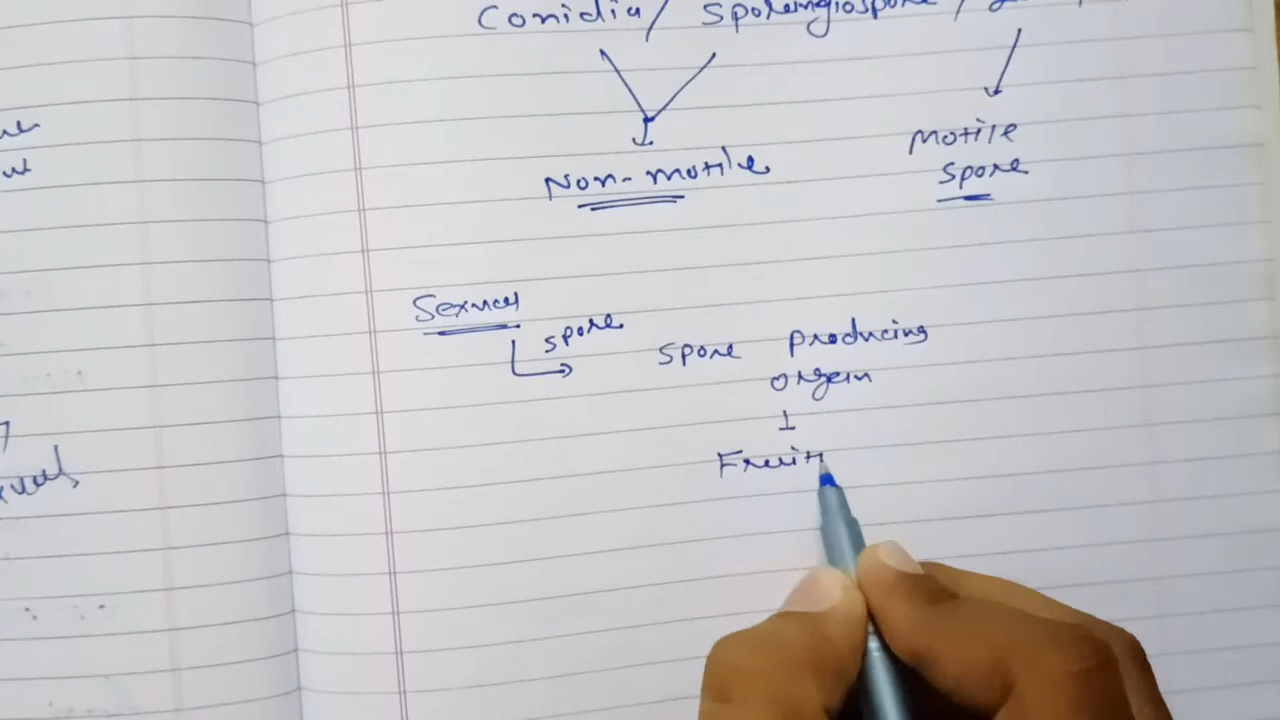 Conidia / Sporangiospore /
Non-motile
Motile
Spore
Sexual
spore
Spore Producing
organ
Fruit